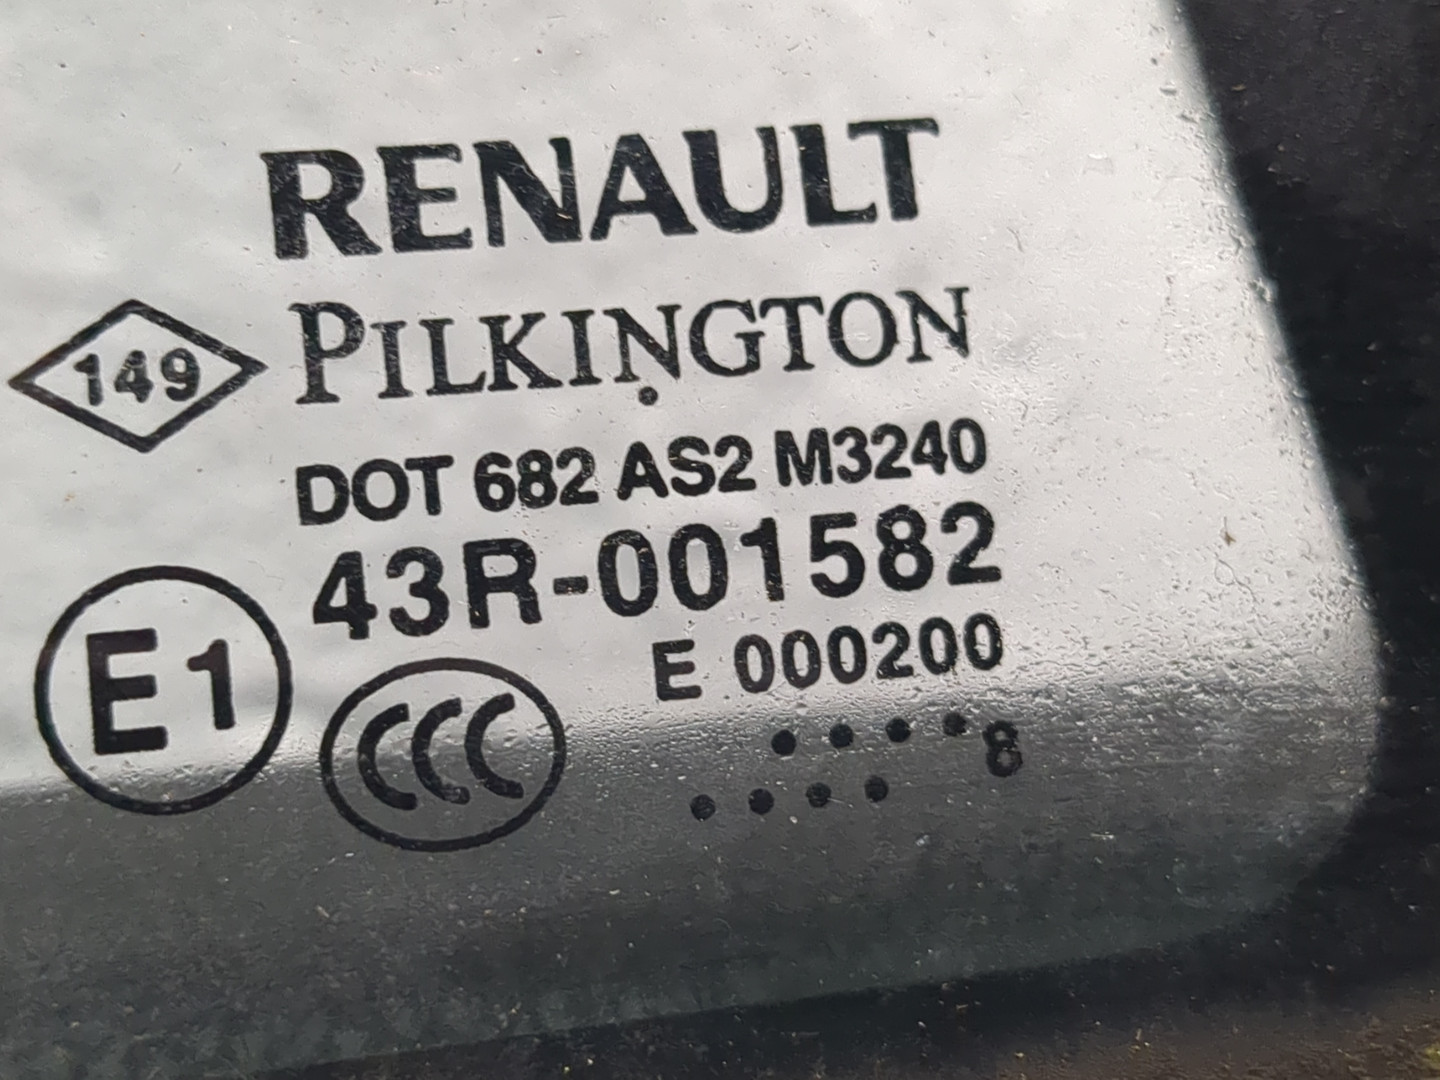 RENAULT
PILKINGTON
149
DOT 682 AS2 M3240
43R-001582
E1
E 000200
CCC
8